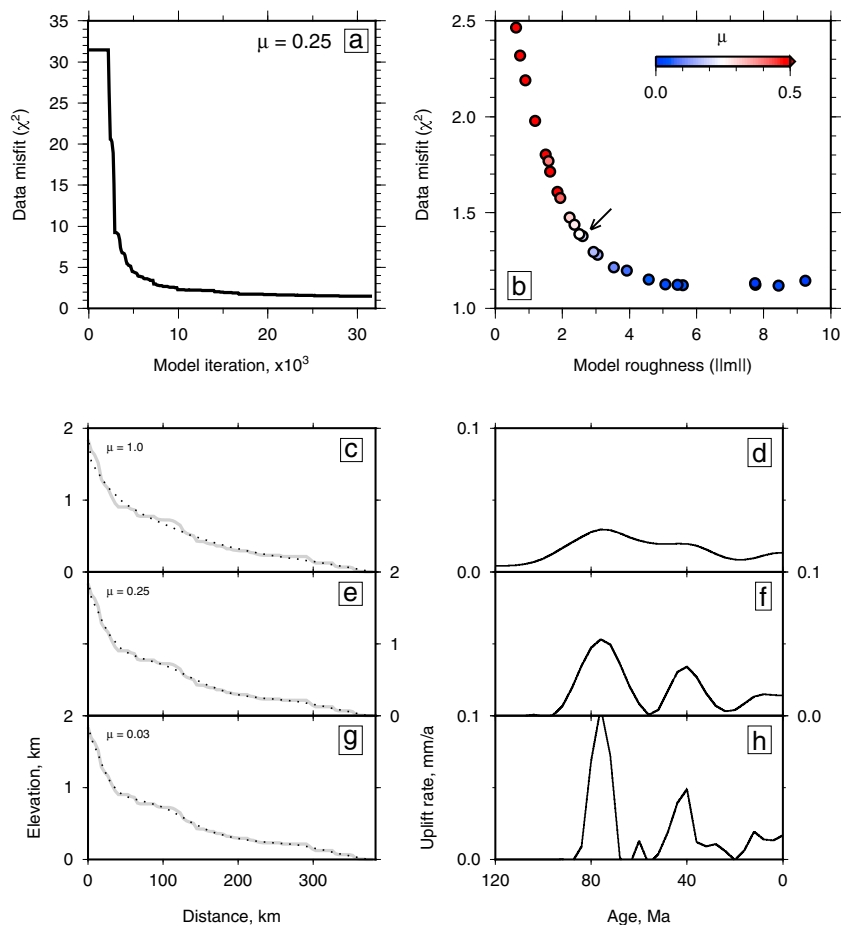 μ = 0.25 a
35
30
25
20
15
10
5
0
Data misfit (χ²)
0 10 20 30
Model iteration, x10³
2.5
2.0
1.5
1.0
Data misfit (χ²)
μ
0.0 0.5
b
0 2 4 6 8 10
Model roughness (||m||)
2
1
0
μ = 1.0
c
0.1
0.0
d
2
1
0
μ = 0.25
e
0.1
0.0
f
2
1
0
μ = 0.03
g
Elevation, km
0 100 200 300
Distance, km
0.1
0.0
h
Uplift rate, mm/a
120 80 40 0
Age, Ma